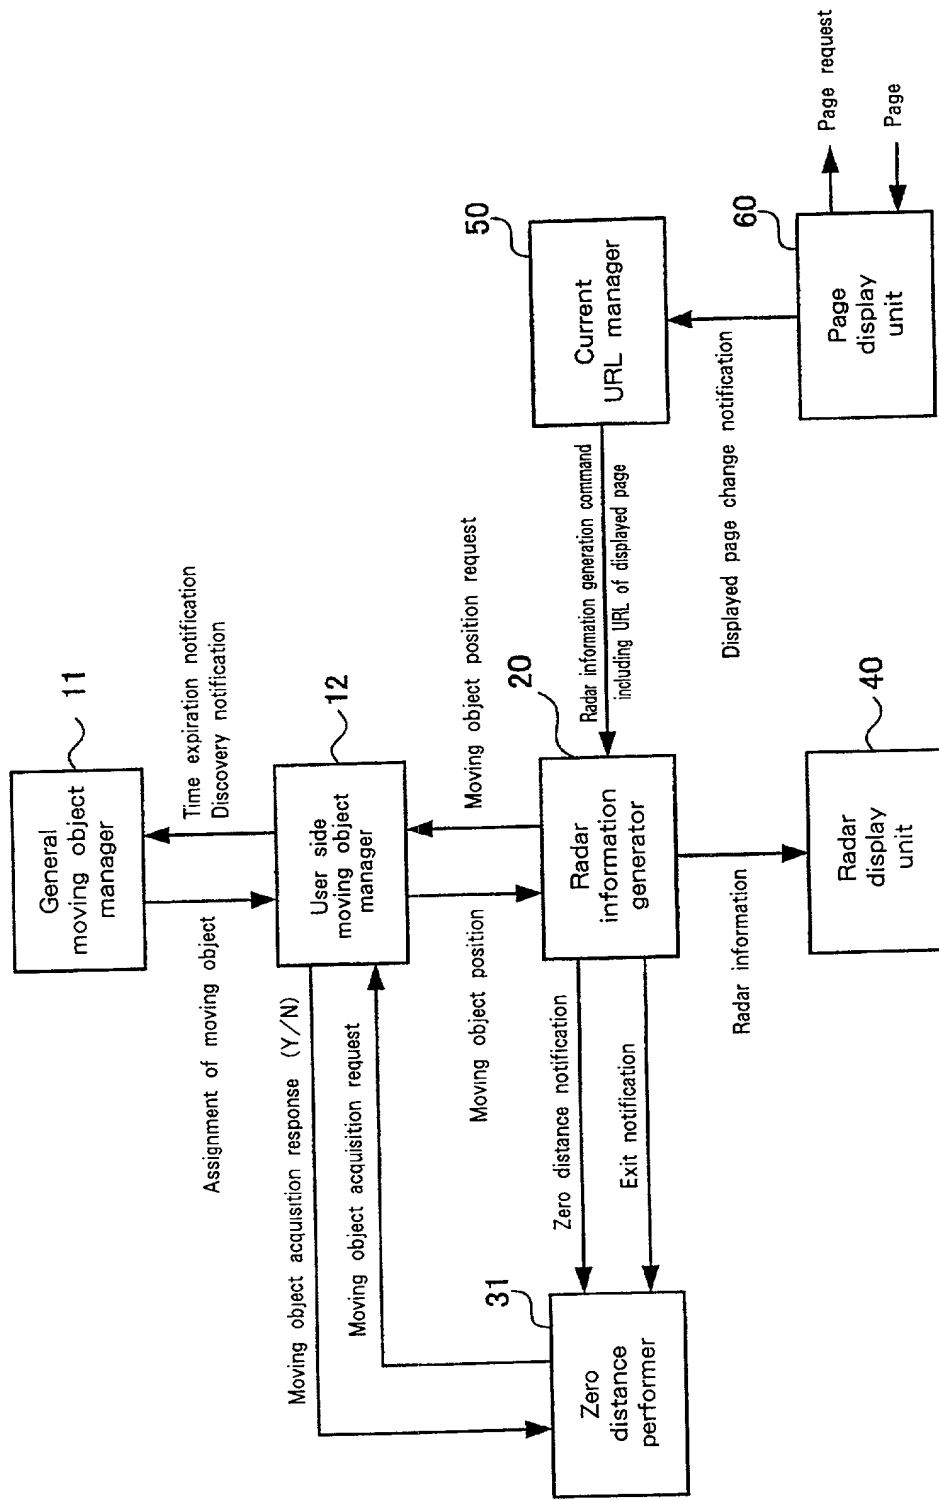 General
moving object
manager
11
Assignment of moving object
Time expiration notification
Discovery notification
User side
moving object
manager
12
Moving object acquisition response (Y/N)
Moving object acquisition request
Moving object position
Moving object position request
Zero
distance
performer
31
Zero distance notification
Exit notification
Radar
information
generator
20
Radar information generation command
including URL of displayed page
Current
URL manager
50
Radar information
Displayed page change notification
Radar
display
unit
40
Page
display
unit
60
Page request
Page